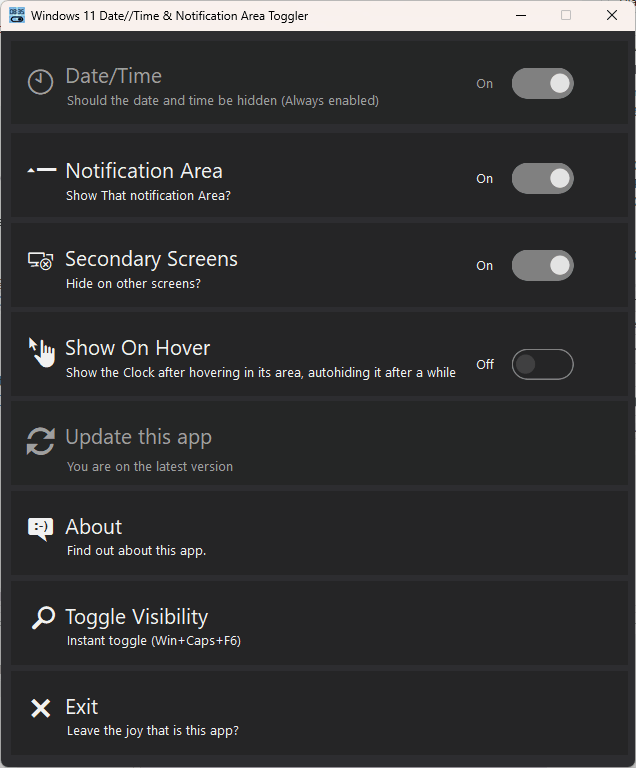 08:35
Windows 11 Date//Time & Notification Area Toggler
Date/Time
On
Should the date and time be hidden (Always enabled)
Notification Area
On
Show That notification Area?
Secondary Screens
On
Hide on other screens?
Show On Hover
Off
Show the Clock after hovering in its area, autohiding it after a while
Update this app
You are on the latest version
:-)
About
Find out about this app.
Toggle Visibility
Instant toggle (Win+Caps+F6)
Exit
Leave the joy that is this app?